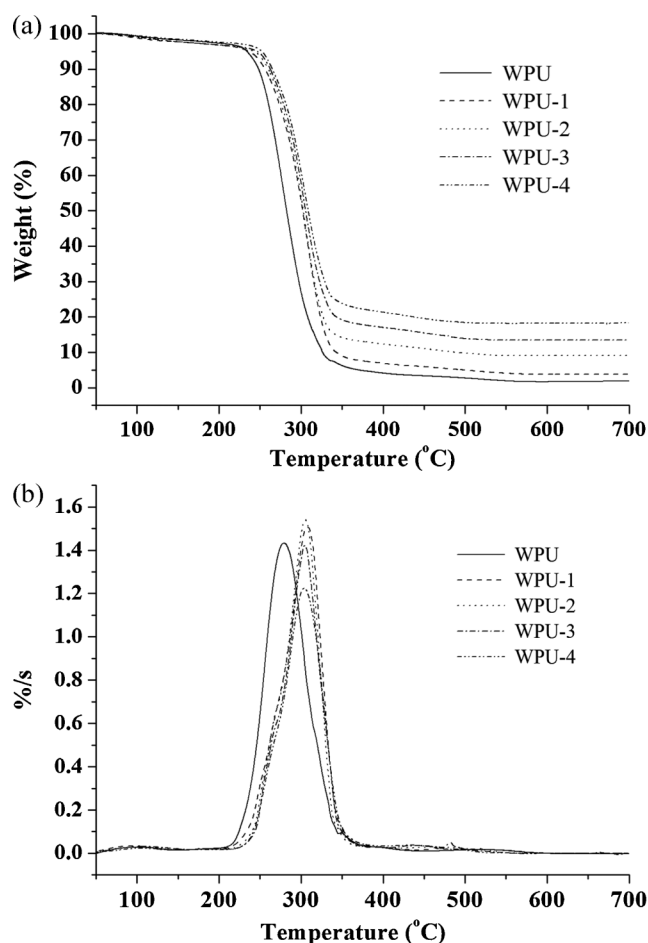 (a)
100
90
80
70
60
50
40
30
20
10
0
Weight (%)
WPU
WPU-1
WPU-2
WPU-3
WPU-4
100 200 300 400 500 600 700
Temperature (°C)
(b)
1.6
1.4
1.2
1.0
0.8
0.6
0.4
0.2
0.0
%/s
WPU
WPU-1
WPU-2
WPU-3
WPU-4
100 200 300 400 500 600 700
Temperature (°C)